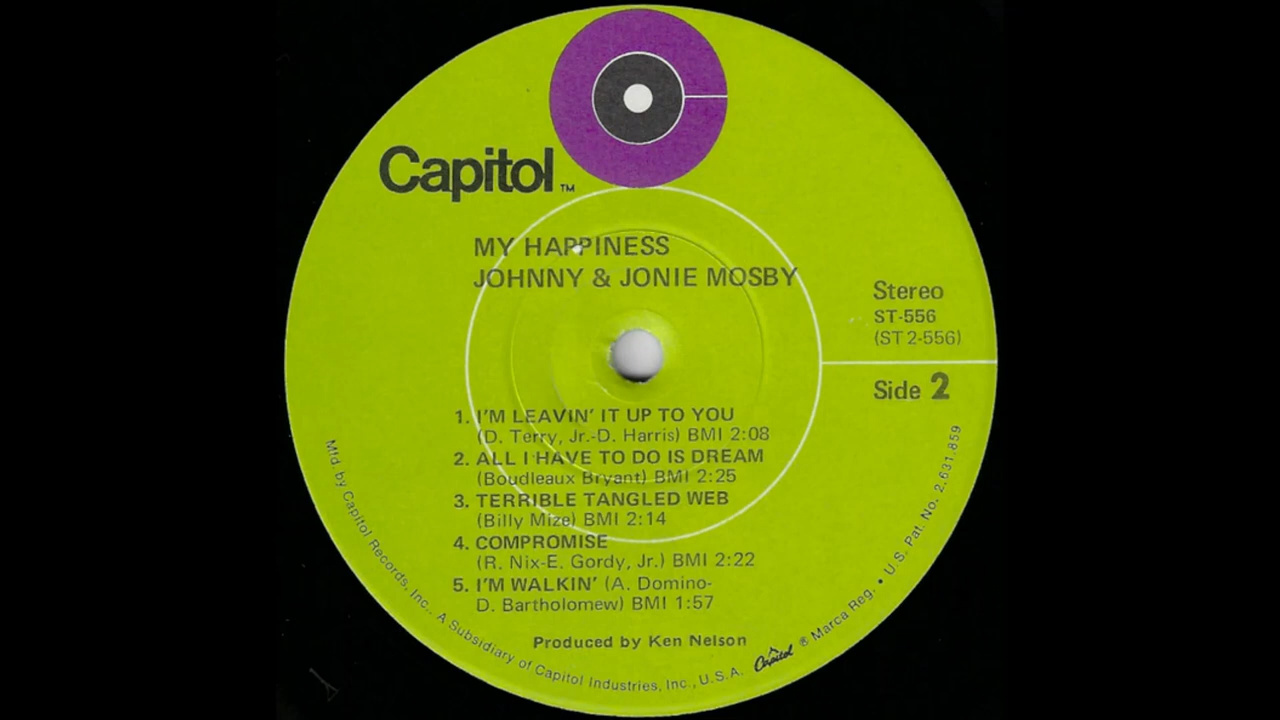 Capitol™
MY HAPPINESS
JOHNNY & JONIE MOSBY
Stereo
ST-556
(ST 2-556)
Side 2
1. I'M LEAVIN' IT UP TO YOU
(D. Terry, Jr.-D. Harris) BMI 2:08
2. ALL I HAVE TO DO IS DREAM
(Boudleaux Bryant) BMI 2:25
3. TERRIBLE TANGLED WEB
(Billy Mize) BMI 2:14
4. COMPROMISE
(R. Nix-E. Gordy, Jr.) BMI 2:22
5. I'M WALKIN' (A. Domino-
D. Bartholomew) BMI 1:57
Produced by Ken Nelson
Mfd. by Capitol Records, Inc., A Subsidiary of Capitol Industries, Inc., U.S.A. Capitol ® Marca Reg. • U.S. Pat. No. 2,631,859